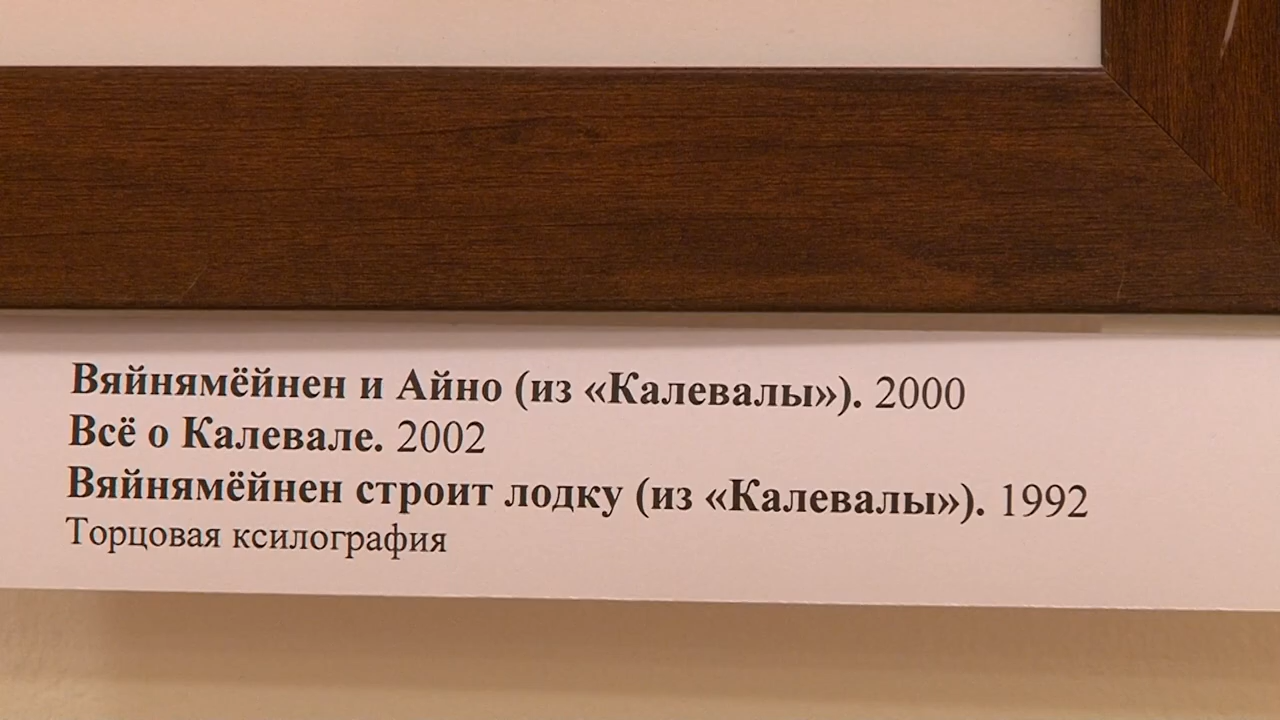 Вяйнямёйнен и Айно (из «Калевалы»). 2000
Всё о Калевале. 2002
Вяйнямёйнен строит лодку (из «Калевалы»). 1992
Торцовая ксилография